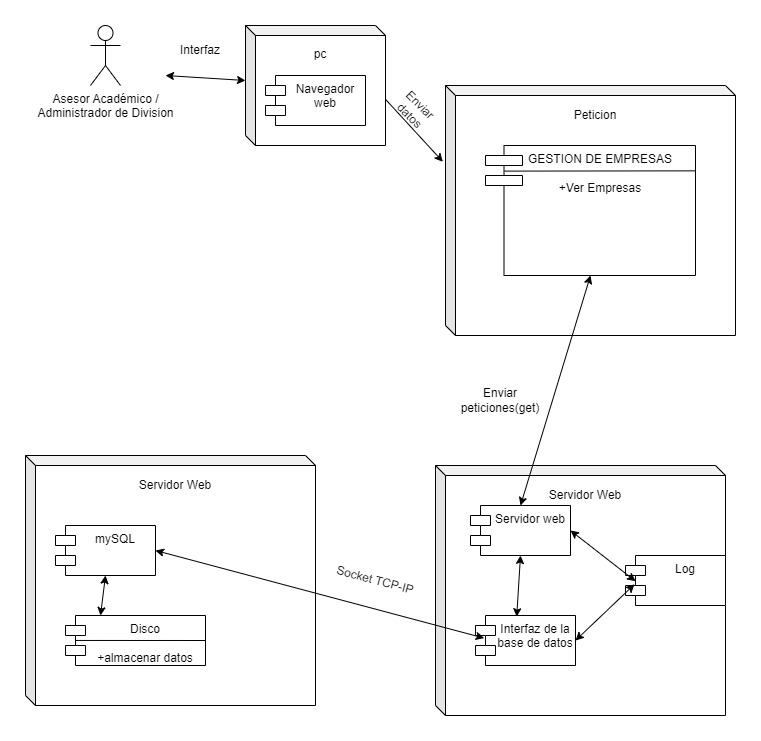 Interfaz
Asesor Académico /
Administrador de Division
pc
Navegador
web
Enviar
datos
Peticion
GESTION DE EMPRESAS
+Ver Empresas
Enviar
peticiones(get)
Servidor Web
mySQL
Disco
+almacenar datos
Socket TCP-IP
Servidor Web
Servidor web
Log
Interfaz de la
base de datos